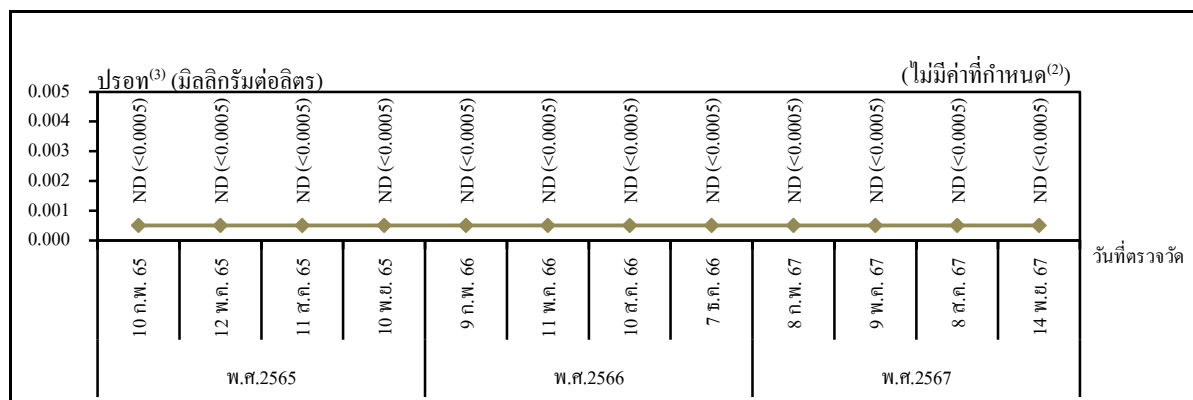 ปรอท(3) (มิลลิกรัมต่อลิตร)
(ไม่มีค่าที่กำหนด(2))
0.005
0.004
0.003
0.002
0.001
0.000
ND (<0.0005)
ND (<0.0005)
ND (<0.0005)
ND (<0.0005)
ND (<0.0005)
ND (<0.0005)
ND (<0.0005)
ND (<0.0005)
ND (<0.0005)
ND (<0.0005)
ND (<0.0005)
ND (<0.0005)
วันที่ตรวจวัด
10 ก.พ. 65
12 พ.ค. 65
11 ส.ค. 65
10 พ.ย. 65
9 ก.พ. 66
11 พ.ค. 66
10 ส.ค. 66
7 ธ.ค. 66
8 ก.พ. 67
9 พ.ค. 67
8 ส.ค. 67
14 พ.ย. 67
พ.ศ.2565
พ.ศ.2566
พ.ศ.2567